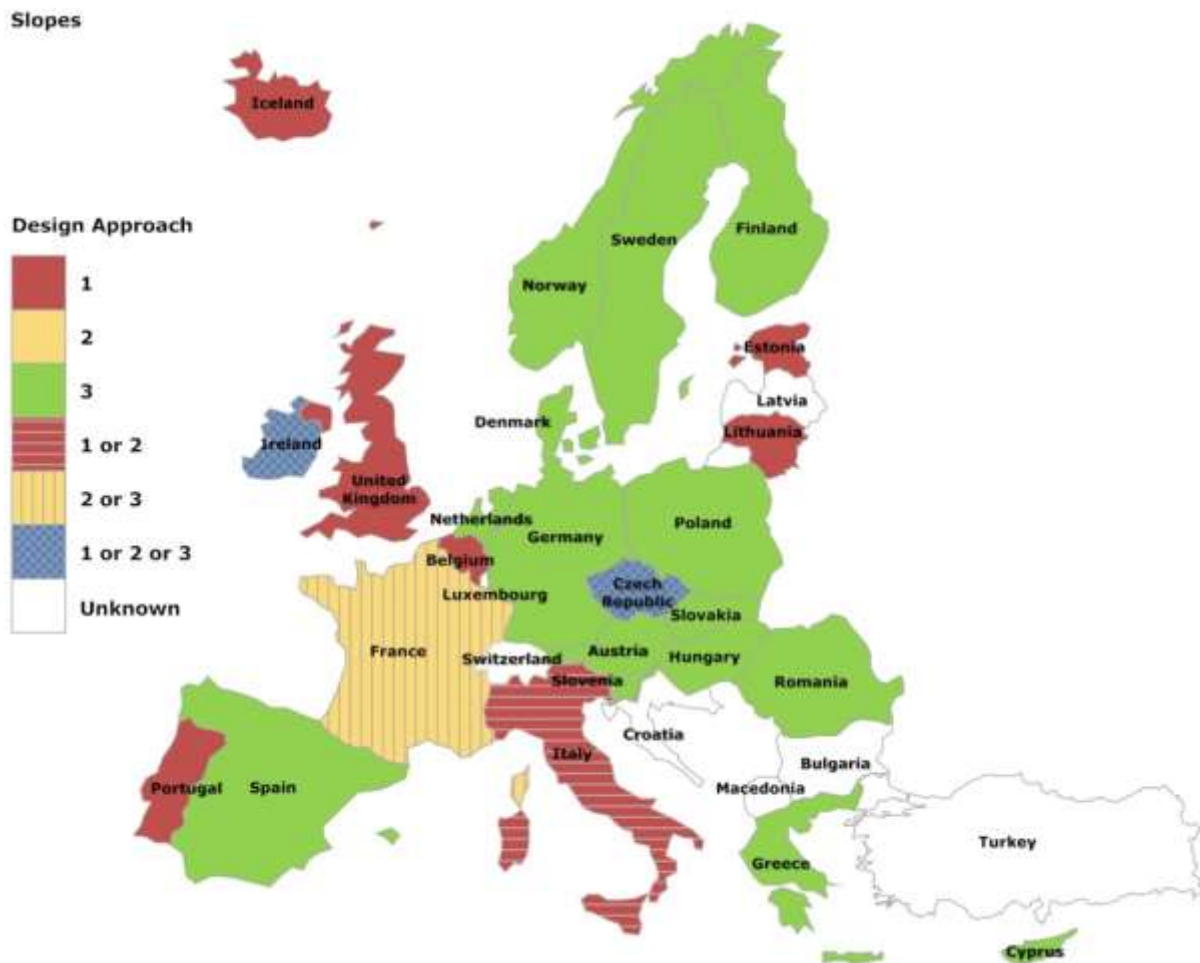 Slopes
Iceland
Design Approach
1
2
3
1 or 2
2 or 3
1 or 2 or 3
Unknown
Finland
Sweden
Norway
Estonia
Latvia
Denmark
Lithuania
Ireland
United
Kingdom
Netherlands
Germany
Poland
Belgium
Czech
Republic
Luxembourg
Slovakia
France
Switzerland
Austria
Hungary
Slovenia
Romania
Croatia
Italy
Bulgaria
Portugal
Spain
Macedonia
Turkey
Greece
Cyprus